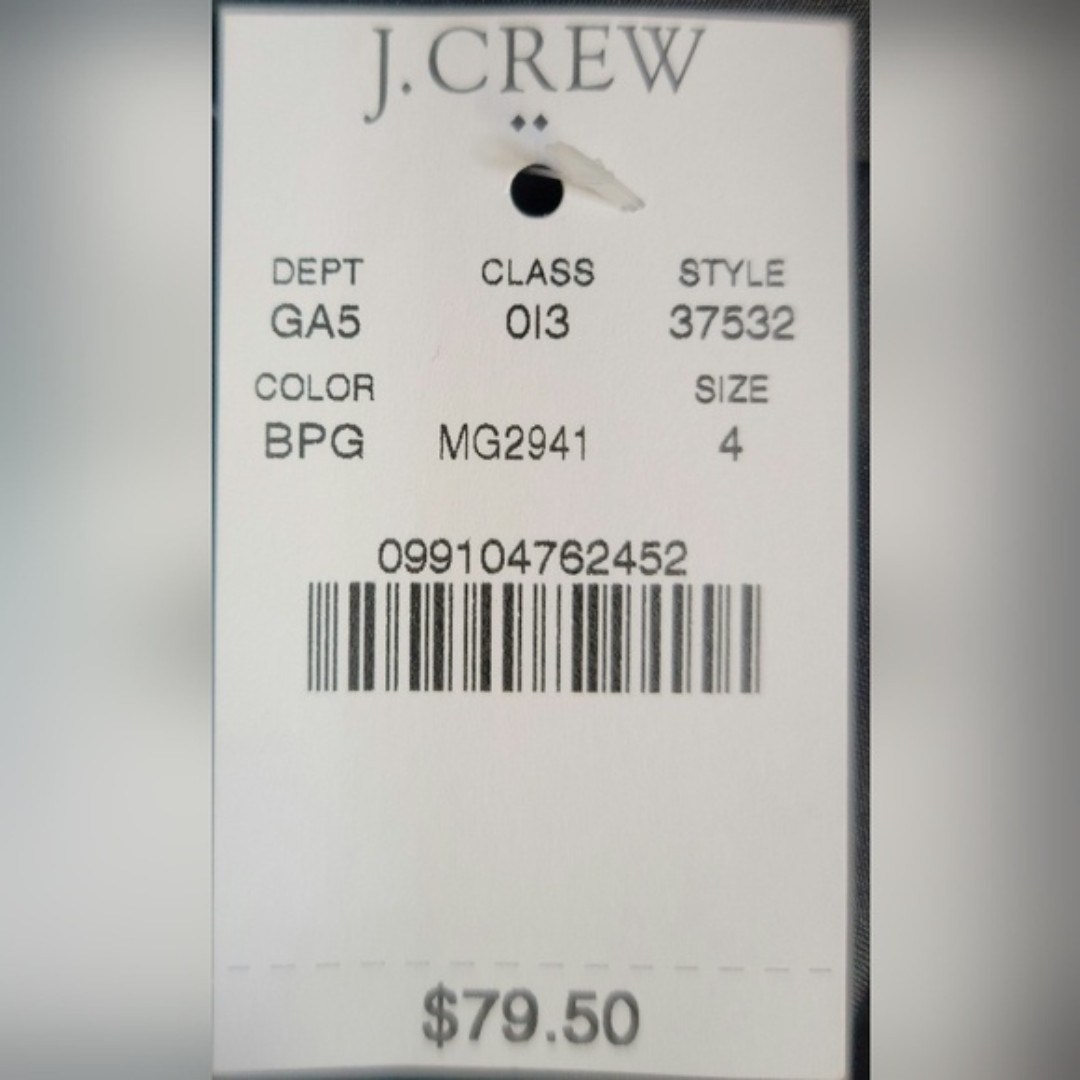 J.CREW
DEPT CLASS STYLE
GA5 013 37532
COLOR SIZE
BPG MG2941 4
099104762452
$79.50